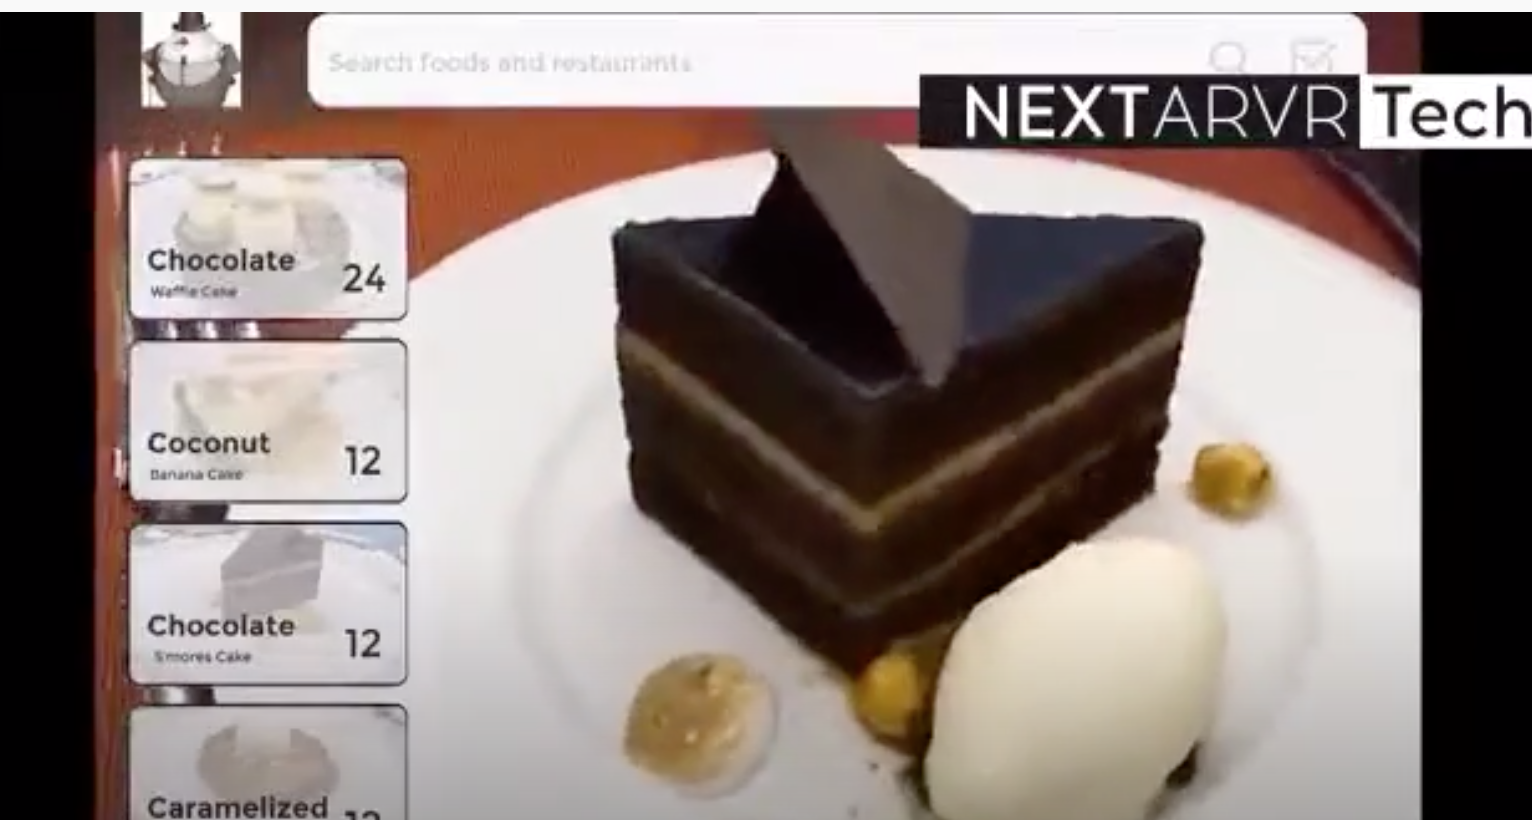 Search foods and restaurants
NEXTARVR Tech
Chocolate
Waffle Cake
24
Coconut
Banana Cake
12
Chocolate
S'mores Cake
12
Caramelized
12